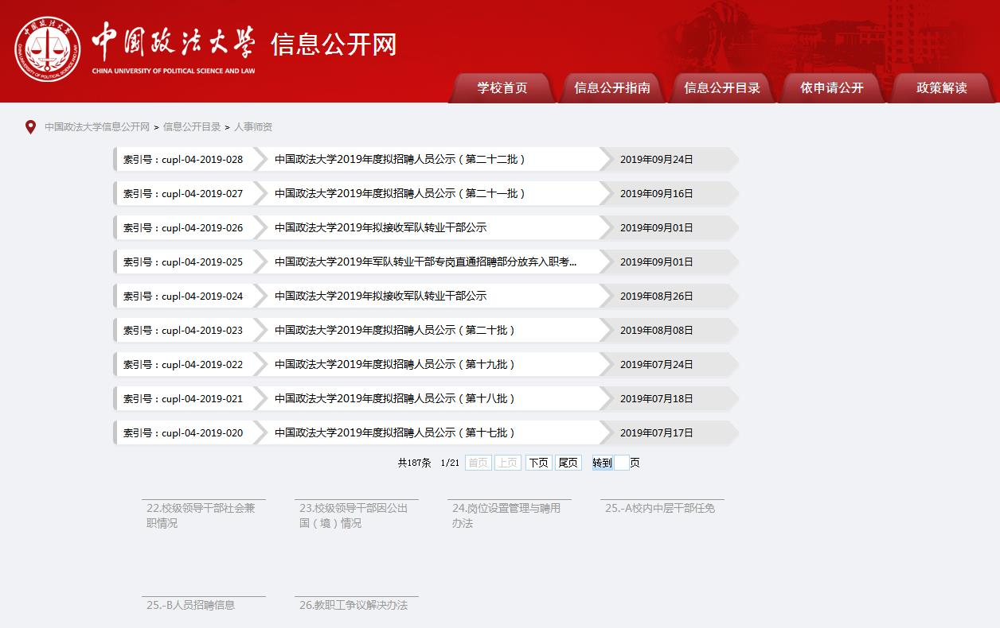 中国政法大学 信息公开网
CHINA UNIVERSITY OF POLITICAL SCIENCE AND LAW
学校首页 信息公开指南 信息公开目录 依申请公开 政策解读
中国政法大学信息公开网 > 信息公开目录 > 人事师资
索引号：cupl-04-2019-028 中国政法大学2019年度拟招聘人员公示（第二十二批） 2019年09月24日
索引号：cupl-04-2019-027 中国政法大学2019年度拟招聘人员公示（第二十一批） 2019年09月16日
索引号：cupl-04-2019-026 中国政法大学2019年拟接收军队转业干部公示 2019年09月01日
索引号：cupl-04-2019-025 中国政法大学2019年军队转业干部专岗直通招聘部分放弃入职考... 2019年09月01日
索引号：cupl-04-2019-024 中国政法大学2019年拟接收军队转业干部公示 2019年08月26日
索引号：cupl-04-2019-023 中国政法大学2019年度拟招聘人员公示（第二十批） 2019年08月08日
索引号：cupl-04-2019-022 中国政法大学2019年度拟招聘人员公示（第十九批） 2019年07月24日
索引号：cupl-04-2019-021 中国政法大学2019年度拟招聘人员公示（第十八批） 2019年07月18日
索引号：cupl-04-2019-020 中国政法大学2019年度拟招聘人员公示（第十七批） 2019年07月17日
共187条 1/21 首页 上页 下页 尾页 转到 页
22.校级领导干部社会兼
职情况
23.校级领导干部因公出
国（境）情况
24.岗位设置管理与聘用
办法
25.-A校内中层干部任免
25.-B人员招聘信息
26.教职工争议解决办法